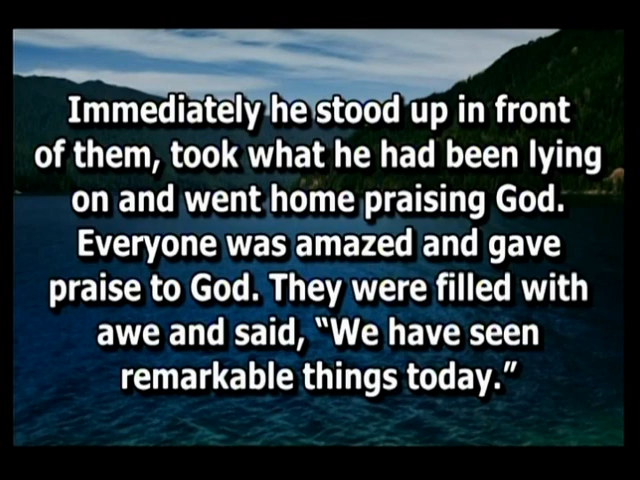 Immediately he stood up in front
of them, took what he had been lying
on and went home praising God.
Everyone was amazed and gave
praise to God. They were filled with
awe and said, “We have seen
remarkable things today.”